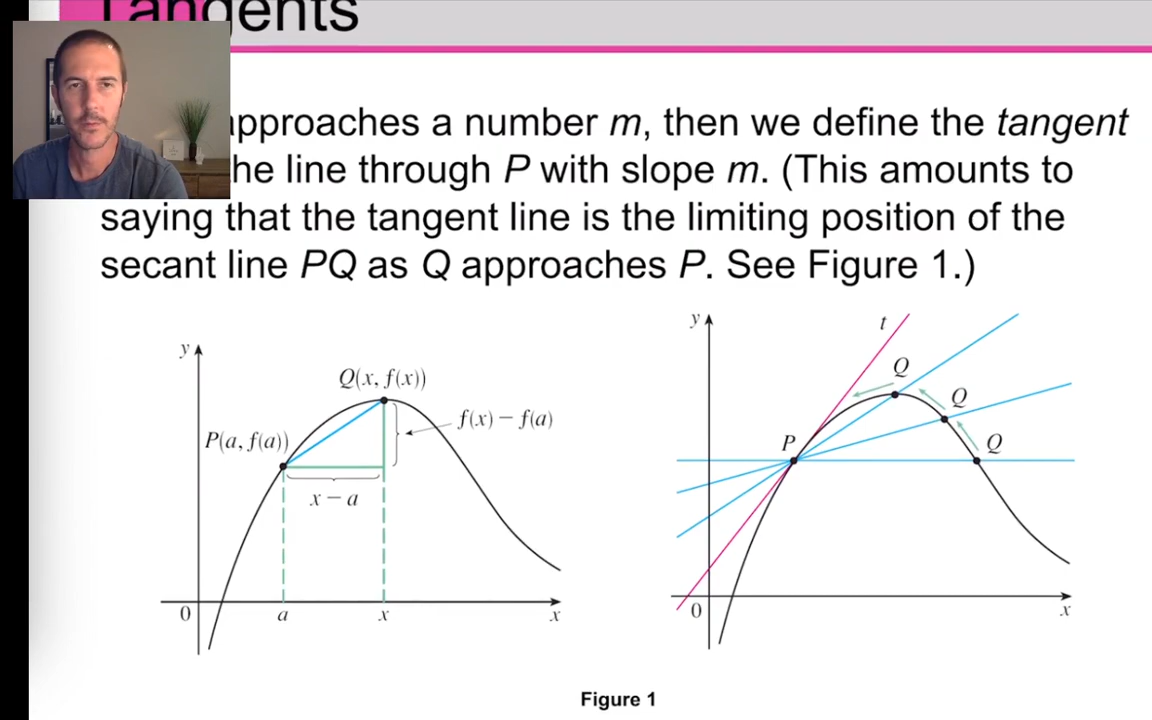 Tangents
approaches a number m, then we define the tangent
he line through P with slope m. (This amounts to
saying that the tangent line is the limiting position of the
secant line PQ as Q approaches P. See Figure 1.)
y
Q(x, f(x))
P(a, f(a))
f(x) − f(a)
x − a
0
a
x
x
y
t
Q
Q
P
Q
0
x
Figure 1